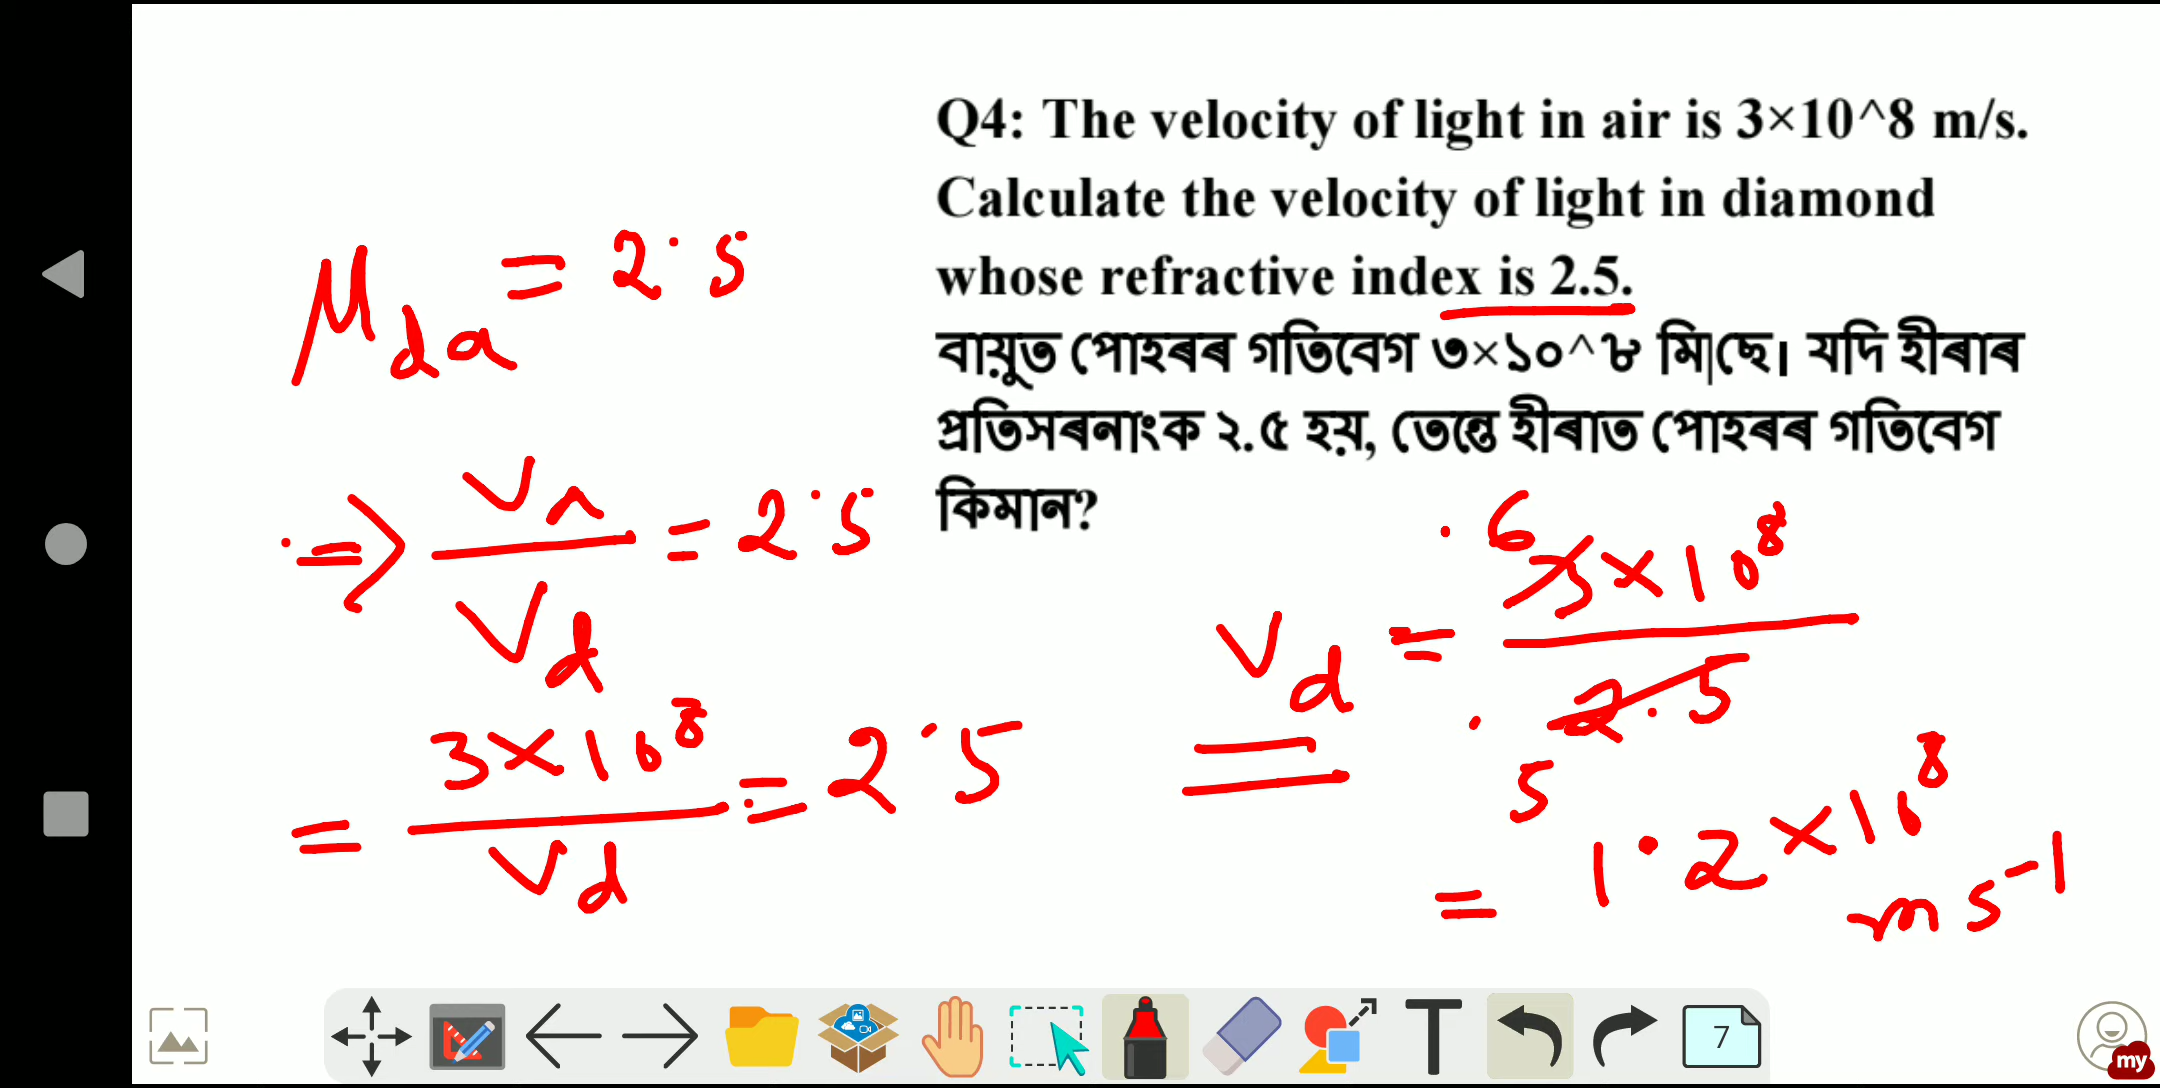 Q4: The velocity of light in air is 3×10^8 m/s.
Calculate the velocity of light in diamond
whose refractive index is 2.5.
বায়ুত পোহৰৰ গতিবেগ ৩×১০^৮ মি|ছে। যদি হীৰাৰ
প্ৰতিসৰনাংক ২.৫ হয়, তেন্তে হীৰাত পোহৰৰ গতিবেগ
কিমান?
μda = 2.5
⇒ Va/Vd = 2.5
= 3×10^8/Vd = 2.5
Vd = .6 3×10^8/2.5
.5
= 1.2×10^8
ms^-1
T
7
my